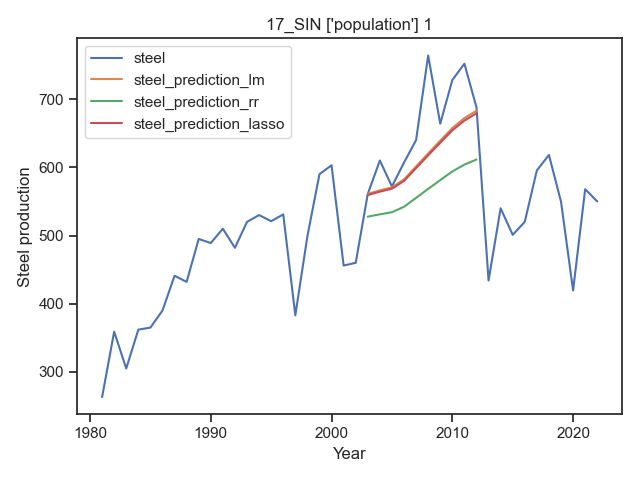 17_SIN ['population'] 1
steel
steel_prediction_lm
steel_prediction_rr
steel_prediction_lasso
Steel production
700
600
500
400
300
1980
1990
2000
2010
2020
Year